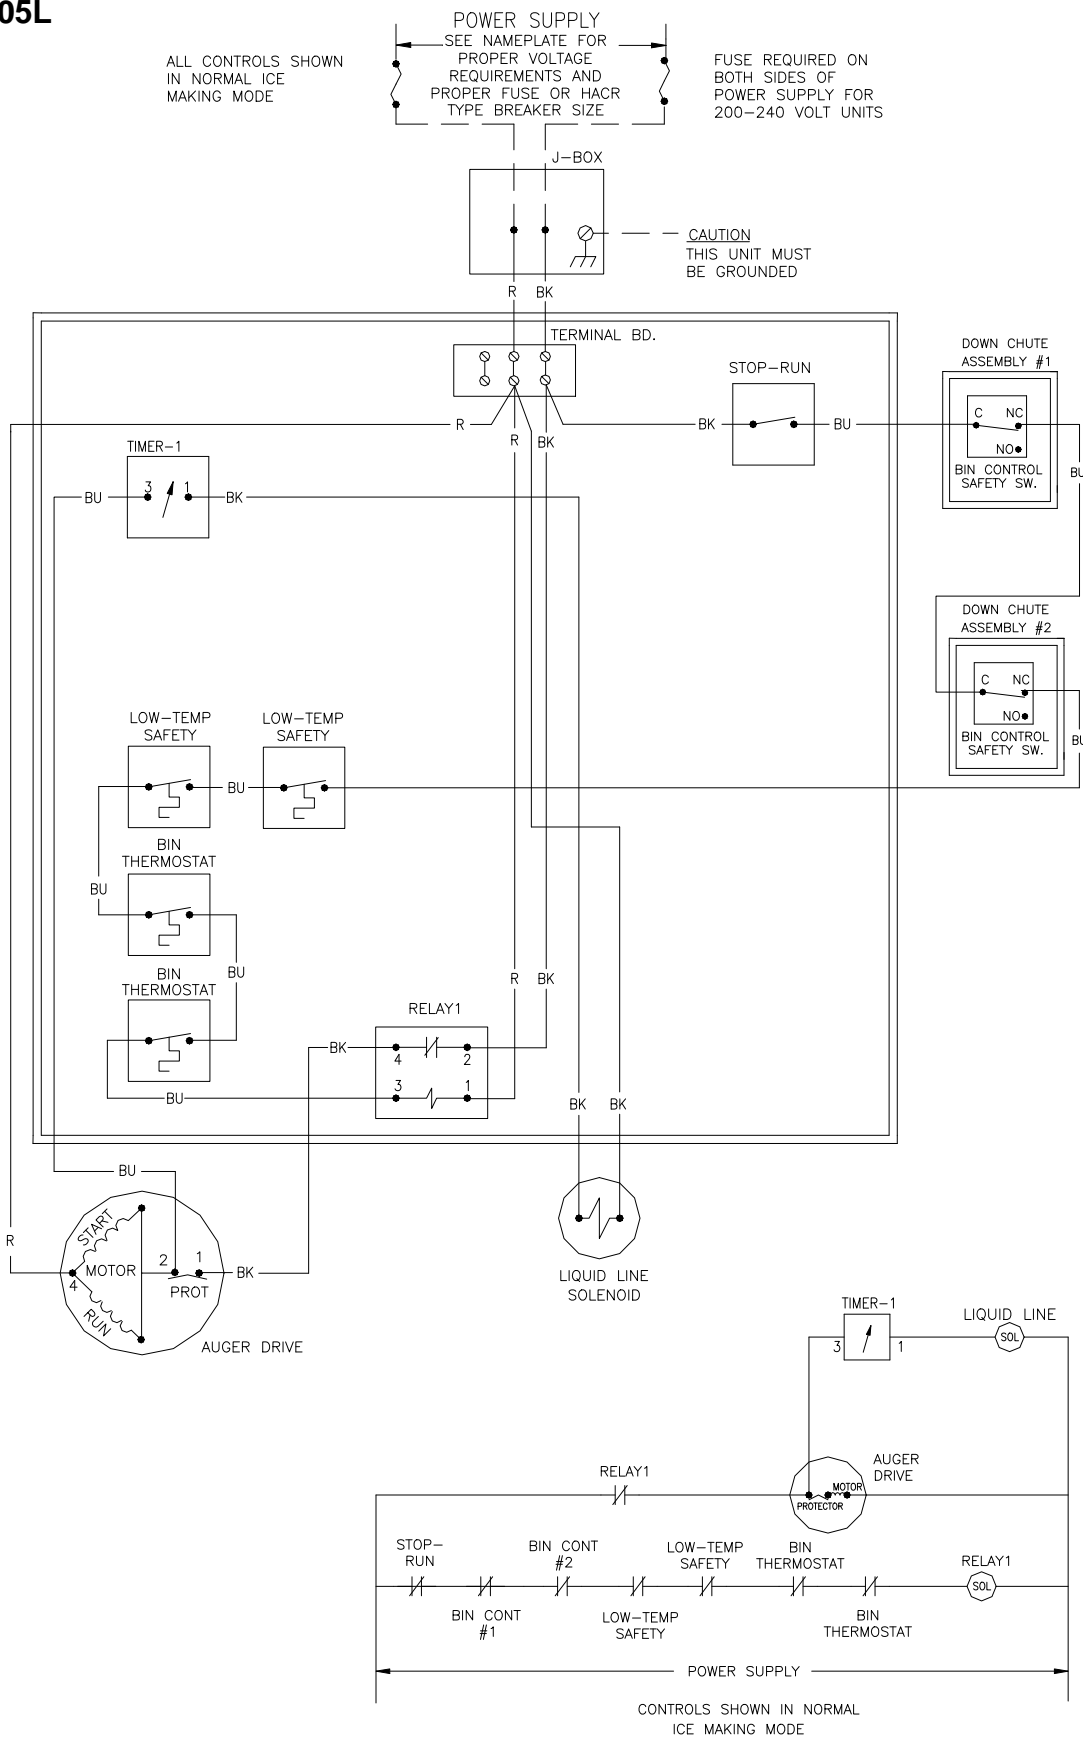 05L
POWER SUPPLY
SEE NAMEPLATE FOR
PROPER VOLTAGE
REQUIREMENTS AND
PROPER FUSE OR HACR
TYPE BREAKER SIZE
ALL CONTROLS SHOWN
IN NORMAL ICE
MAKING MODE
FUSE REQUIRED ON
BOTH SIDES OF
POWER SUPPLY FOR
200-240 VOLT UNITS
J-BOX
CAUTION
THIS UNIT MUST
BE GROUNDED
R BK
TERMINAL BD.
STOP-RUN
DOWN CHUTE
ASSEMBLY #1
C NC
NO
BIN CONTROL
SAFETY SW.
R
R BK
BK
BU
BU
TIMER-1
3 1
BU
BK
DOWN CHUTE
ASSEMBLY #2
C NC
NO
BIN CONTROL
SAFETY SW.
BU
LOW-TEMP
SAFETY
LOW-TEMP
SAFETY
BU
BIN
THERMOSTAT
BU
BIN
THERMOSTAT
BU
R BK
RELAY1
BK
4 2
3 1
BU
BK BK
BU
R
START
MOTOR
RUN
4
2 1
PROT
BK
AUGER DRIVE
LIQUID LINE
SOLENOID
TIMER-1
3 1
LIQUID LINE
SOL
RELAY1
AUGER
DRIVE
MOTOR
PROTECTOR
STOP-
RUN
BIN CONT
#2
LOW-TEMP
SAFETY
BIN
THERMOSTAT
RELAY1
SOL
BIN CONT
#1
LOW-TEMP
SAFETY
BIN
THERMOSTAT
POWER SUPPLY
CONTROLS SHOWN IN NORMAL
ICE MAKING MODE